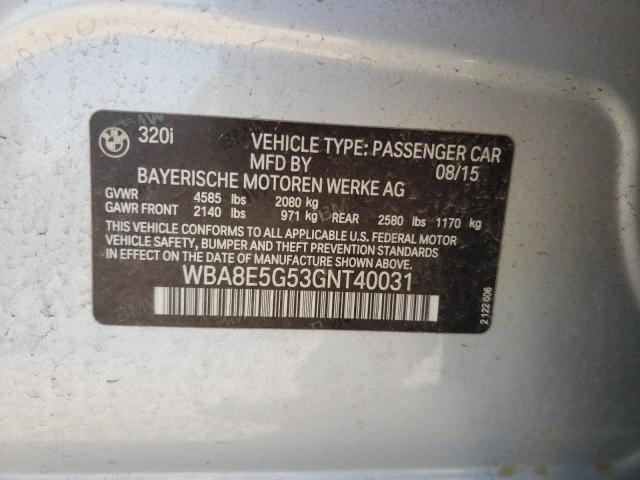 320i
VEHICLE TYPE: PASSENGER CAR
MFD BY 08/15
BAYERISCHE MOTOREN WERKE AG
GVWR 4585 lbs 2080 kg
GAWR FRONT 2140 lbs 971 kg REAR 2580 lbs 1170 kg
THIS VEHICLE CONFORMS TO ALL APPLICABLE U.S. FEDERAL MOTOR
VEHICLE SAFETY, BUMPER AND THEFT PREVENTION STANDARDS
IN EFFECT ON THE DATE OF MANUFACTURE SHOWN ABOVE.
WBA8E5G53GNT40031
2 122 606